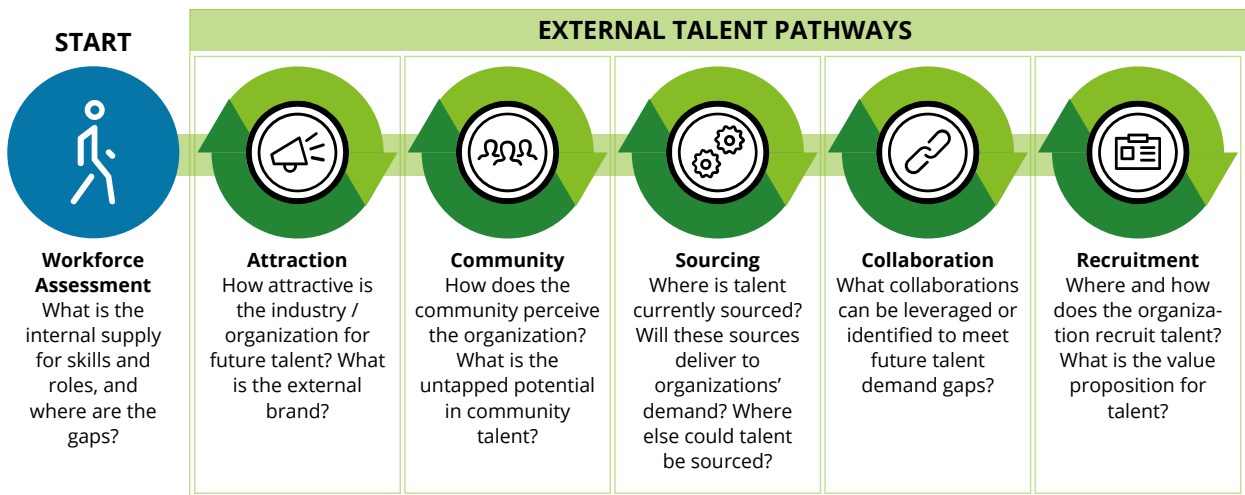 START
EXTERNAL TALENT PATHWAYS
Workforce
Assessment
What is the
internal supply
for skills and
roles, and
where are the
gaps?
Attraction
How attractive is
the industry /
organization for
future talent? What
is the external
brand?
Community
How does the
community perceive
the organization?
What is the
untapped potential
in community
talent?
Sourcing
Where is talent
currently sourced?
Will these sources
deliver to
organizations’
demand? Where
else could talent
be sourced?
Collaboration
What collaborations
can be leveraged or
identified to meet
future talent
demand gaps?
Recruitment
Where and how
does the organiza-
tion recruit talent?
What is the value
proposition for
talent?